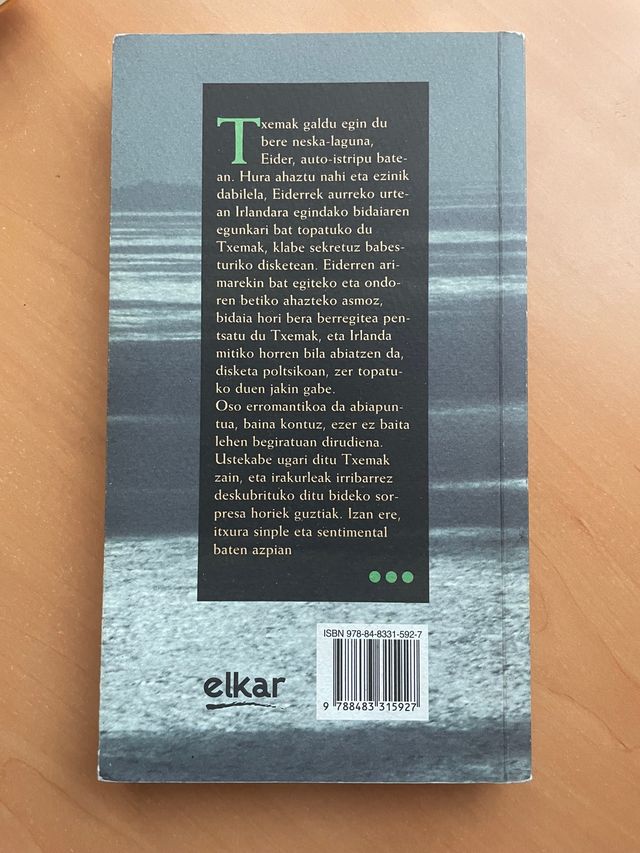 Txemak galdu egin du
bere neska-laguna,
Eider, auto-istripu bate-
an. Hura ahaztu nahi eta ezinik
dabilela, Eiderrek aurreko urte-
an Irlandara egindako bidaiaren
egunkari bat topatuko du
Txemak, klabe sekretuz babes-
turiko disketean. Eiderren ari-
marekin bat egiteko eta ondo-
ren betiko ahazteko asmoz,
bidaia hori bera berregitea pen-
tsatu du Txemak, eta Irlanda
mitiko horren bila abiatzen da,
disketa poltsikoan, zer topatu-
ko duen jakin gabe.
Oso erromantikoa da abiapun-
tua, baina kontuz, ezer ez baita
lehen begiratuan dirudiena.
Ustekabe ugari ditu Txemak
zain, eta irakurleak irribarrez
deskubrituko ditu bideko sor-
presa horiek guztiak. Izan ere,
itxura sinple eta sentimental
baten azpian
●●●
ISBN 978-84-8331-592-7
elkar
9 788483 315927